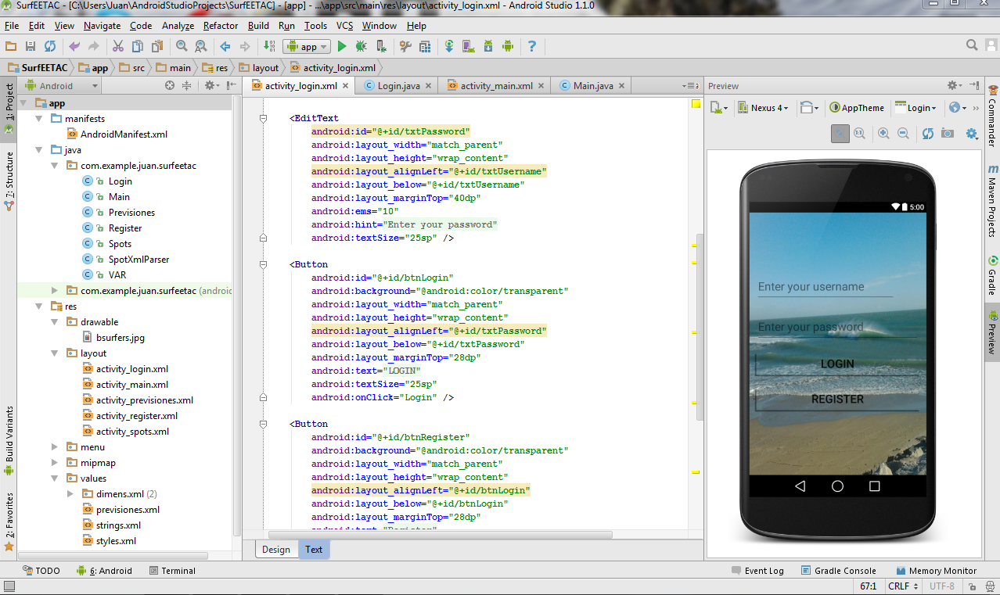 SurfEETAC - [C:\Users\Juan\AndroidStudioProjects\SurfEETAC] - [app] - ...\app\src\main\res\layout\activity_login.xml - Android Studio 1.1.0
File Edit View Navigate Code Analyze Refactor Build Run Tools VCS Window Help
app
SurfEETAC app src main res layout activity_login.xml
1: Project
7: Structure
Build Variants
2: Favorites
Android
app
manifests
AndroidManifest.xml
java
com.example.juan.surfeetac
Login
Main
Previsiones
Register
Spots
SpotXmlParser
VAR
com.example.juan.surfeetac (android
res
drawable
bsurfers.jpg
layout
activity_login.xml
activity_main.xml
activity_previsiones.xml
activity_register.xml
activity_spots.xml
menu
mipmap
values
dimens.xml (2)
previsiones.xml
strings.xml
styles.xml
activity_login.xml Login.java activity_main.xml Main.java
<EditText
android:id="@+id/txtPassword"
android:layout_width="match_parent"
android:layout_height="wrap_content"
android:layout_alignLeft="@+id/txtUsername"
android:layout_below="@+id/txtUsername"
android:layout_marginTop="40dp"
android:ems="10"
android:hint="Enter your password"
android:textSize="25sp" />
<Button
android:id="@+id/btnLogin"
android:background="@android:color/transparent"
android:layout_width="match_parent"
android:layout_height="wrap_content"
android:layout_alignLeft="@+id/txtPassword"
android:layout_below="@+id/txtPassword"
android:layout_marginTop="28dp"
android:text="LOGIN"
android:textSize="25sp"
android:onClick="Login" />
<Button
android:id="@+id/btnRegister"
android:background="@android:color/transparent"
android:layout_width="match_parent"
android:layout_height="wrap_content"
android:layout_alignLeft="@+id/btnLogin"
android:layout_below="@+id/btnLogin"
android:layout_marginTop="28dp"
android:text="Register"
Design Text
Preview
Nexus 4 AppTheme Login
1:1
5:00
Enter your username
Enter your password
LOGIN
REGISTER
Commander
m Maven Projects
Gradle
Preview
TODO 6: Android Terminal Event Log Gradle Console Memory Monitor
67:1 CRLF UTF-8